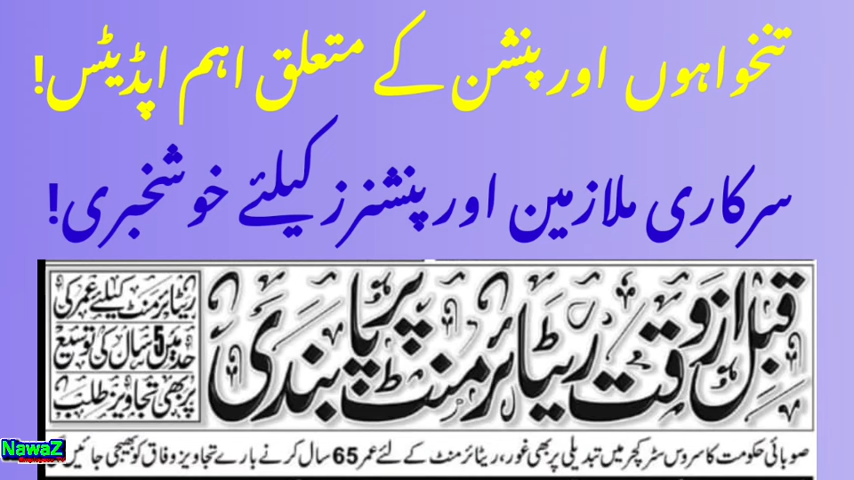 تنخواہوں اور پنشن کے متعلق اہم اپڈیٹس!
سرکاری ملازمین اور پنشنرز کیلئے خوشخبری!
قبل از وقت ریٹائرمنٹ پر پابندی
ریٹائرمنٹ کیلئے عمر کی
حد میں 5 سال کی توسیع
پر بھی تجاویز طلب
صوبائی حکومت کا سروس سٹرکچر میں تبدیلی پر بھی غور، ریٹائرمنٹ کے لئے عمر 65 سال کرنے بارے تجاویز وفاق کو بھیجی جائیں گی
NawaZ